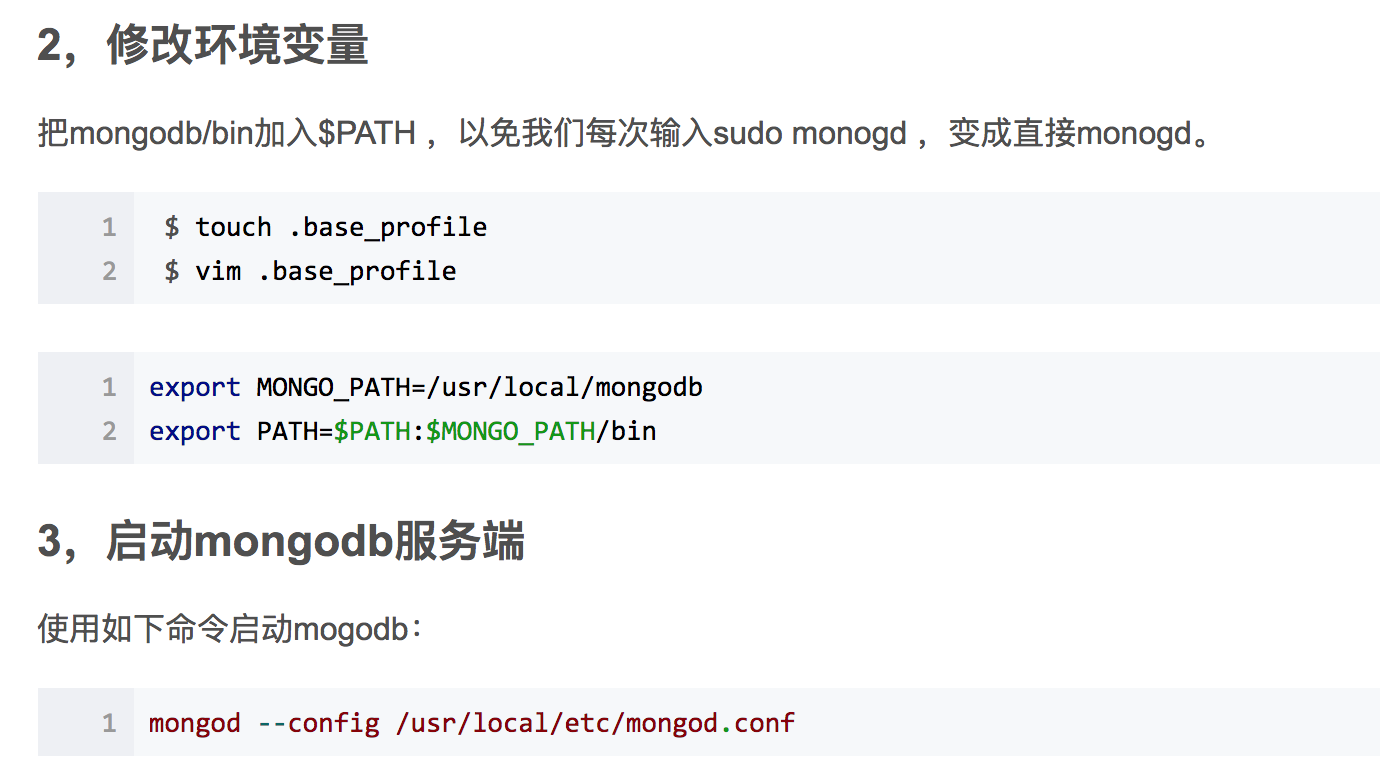 2，修改环境变量
把mongodb/bin加入$PATH ，以免我们每次输入sudo monogd ，变成直接monogd。
1 $ touch .base_profile
2 $ vim .base_profile
1 export MONGO_PATH=/usr/local/mongodb
2 export PATH=$PATH:$MONGO_PATH/bin
3，启动mongodb服务端
使用如下命令启动mogodb：
1 mongod --config /usr/local/etc/mongod.conf